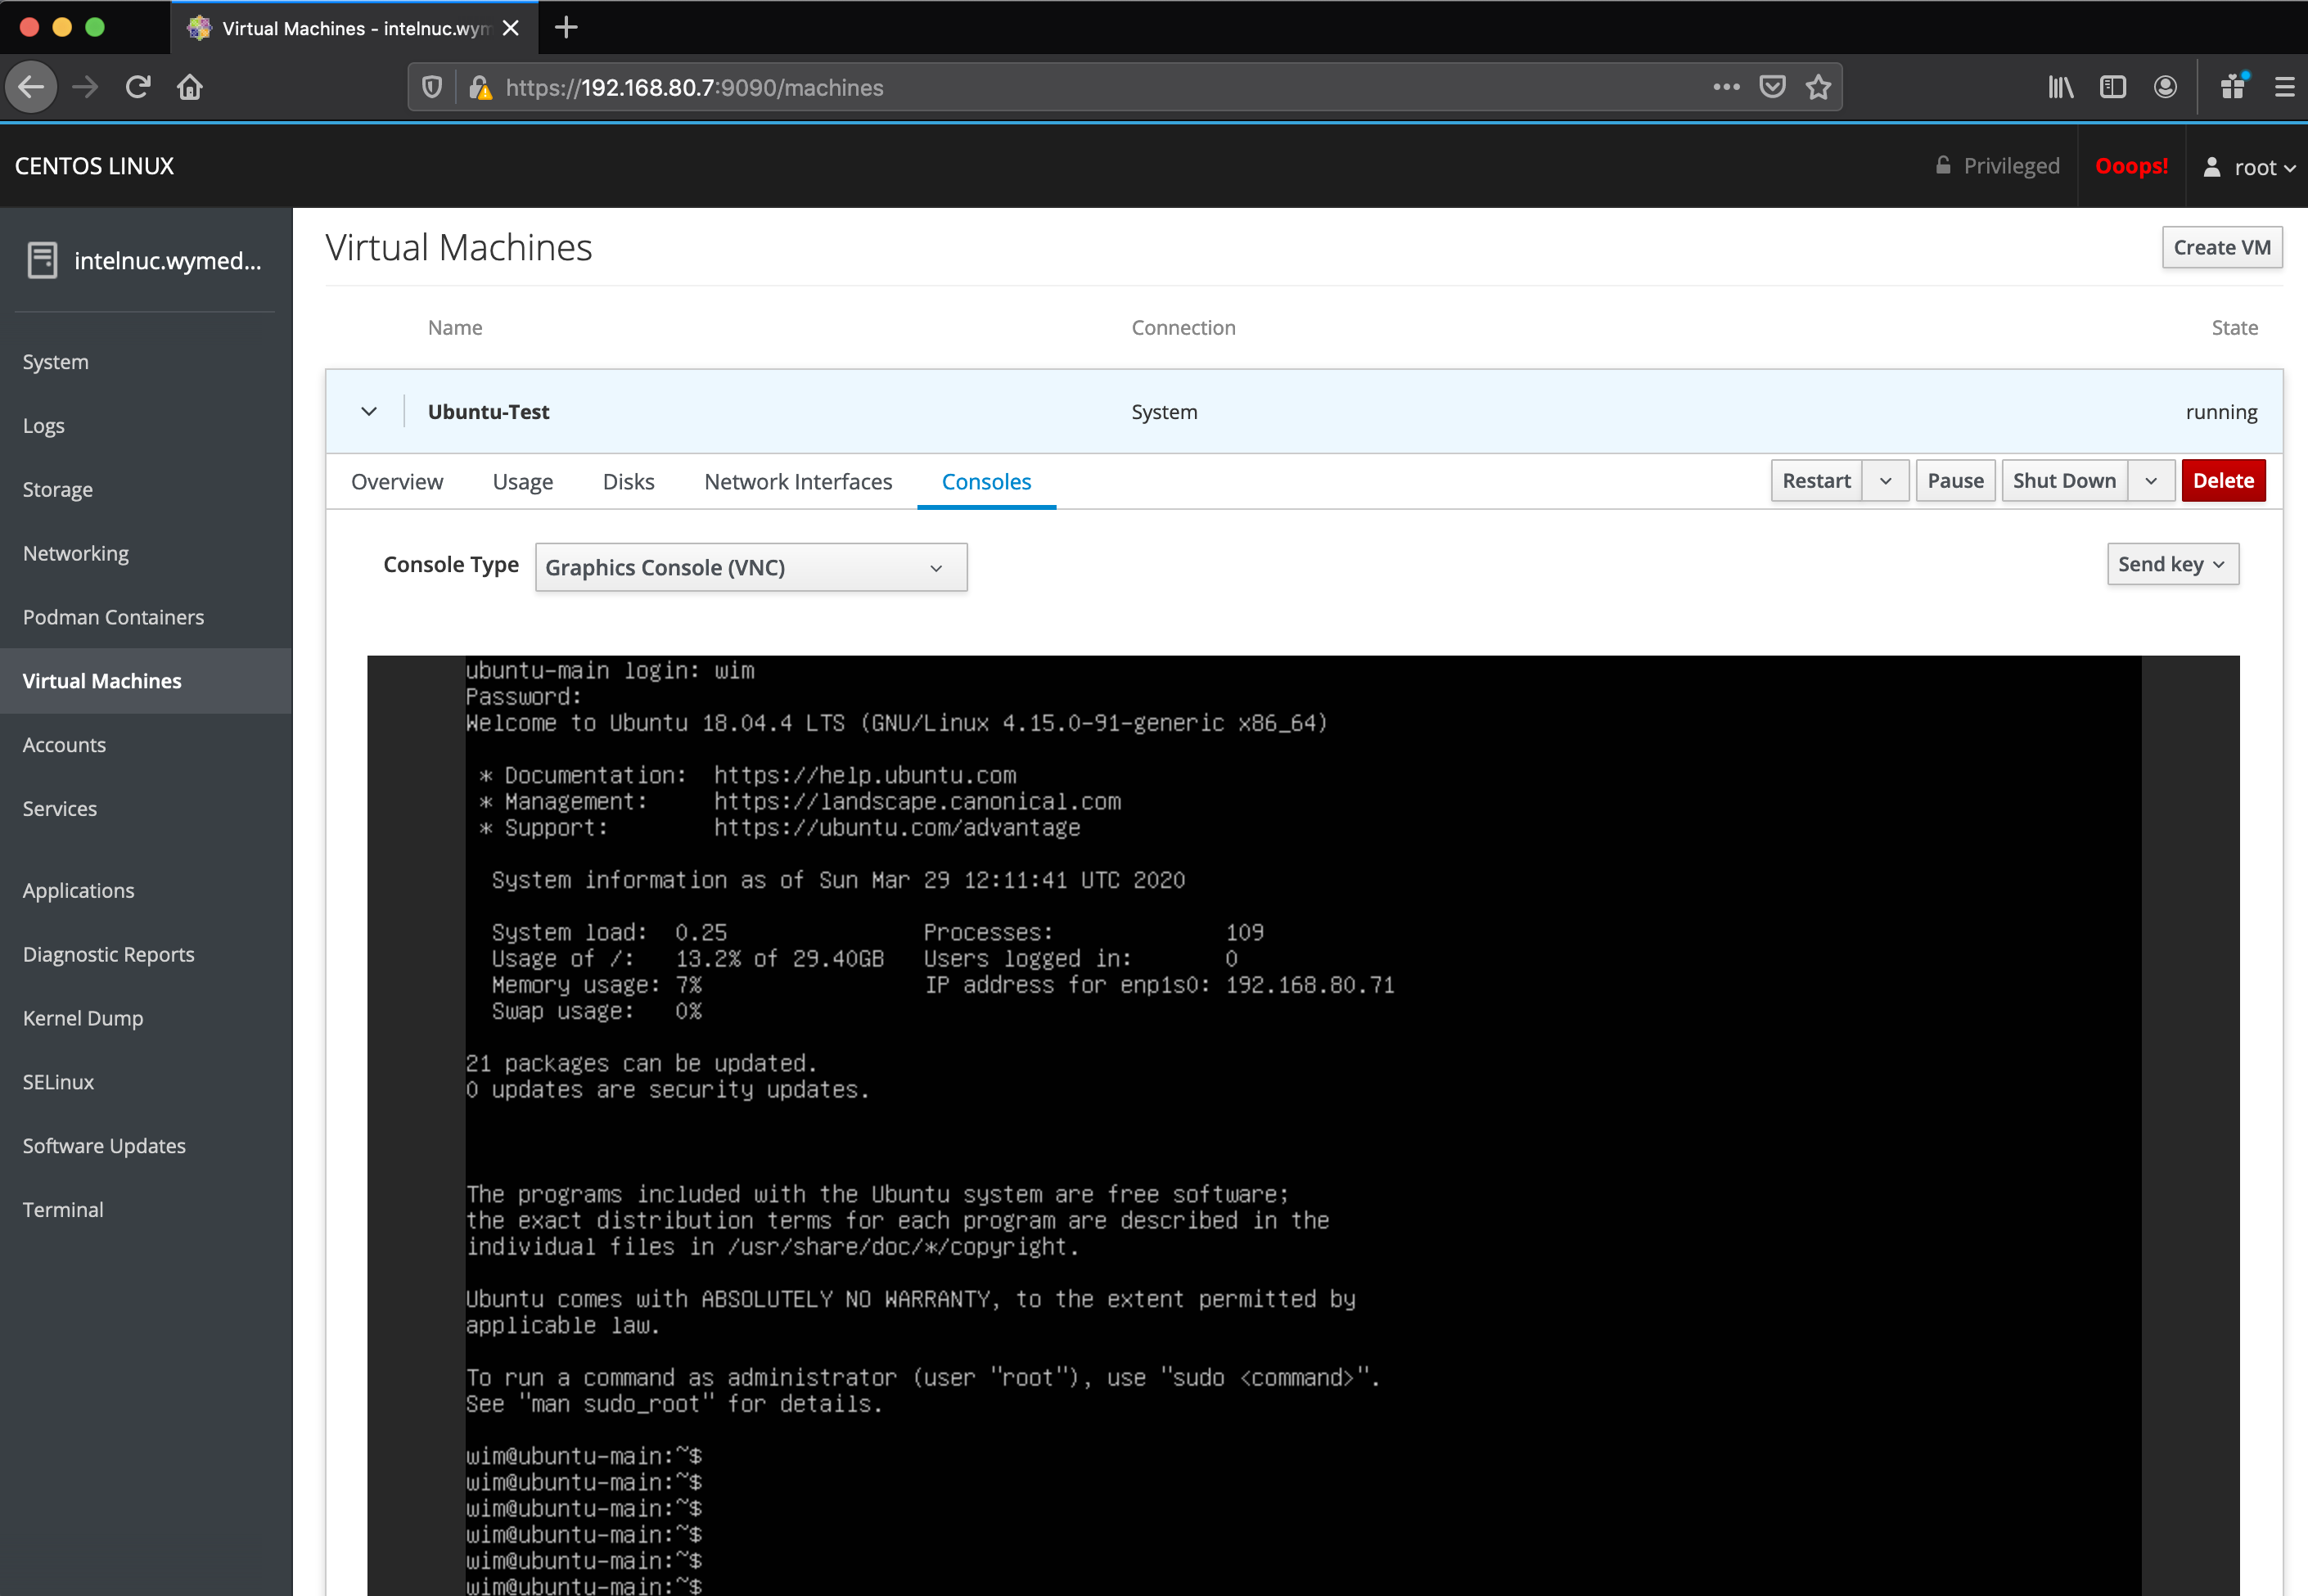 Virtual Machines - intelnuc.wym
https://192.168.80.7:9090/machines
CENTOS LINUX
Privileged
Ooops!
root
intelnuc.wymed...
System
Logs
Storage
Networking
Podman Containers
Virtual Machines
Accounts
Services
Applications
Diagnostic Reports
Kernel Dump
SELinux
Software Updates
Terminal
Virtual Machines
Create VM
Name Connection State
Ubuntu-Test System running
Overview Usage Disks Network Interfaces Consoles Restart Pause Shut Down Delete
Console Type Graphics Console (VNC) Send key
ubuntu-main login: wim
Password:
Welcome to Ubuntu 18.04.4 LTS (GNU/Linux 4.15.0-91-generic x86_64)
* Documentation: https://help.ubuntu.com
* Management: https://landscape.canonical.com
* Support: https://ubuntu.com/advantage
System information as of Sun Mar 29 12:11:41 UTC 2020
System load: 0.25 Processes: 109
Usage of /: 13.2% of 29.40GB Users logged in: 0
Memory usage: 7% IP address for enp1s0: 192.168.80.71
Swap usage: 0%
21 packages can be updated.
0 updates are security updates.
The programs included with the Ubuntu system are free software;
the exact distribution terms for each program are described in the
individual files in /usr/share/doc/*/copyright.
Ubuntu comes with ABSOLUTELY NO WARRANTY, to the extent permitted by
applicable law.
To run a command as administrator (user "root"), use "sudo <command>".
See "man sudo_root" for details.
wim@ubuntu-main:~$
wim@ubuntu-main:~$
wim@ubuntu-main:~$
wim@ubuntu-main:~$
wim@ubuntu-main:~$
wim@ubuntu-main:~$